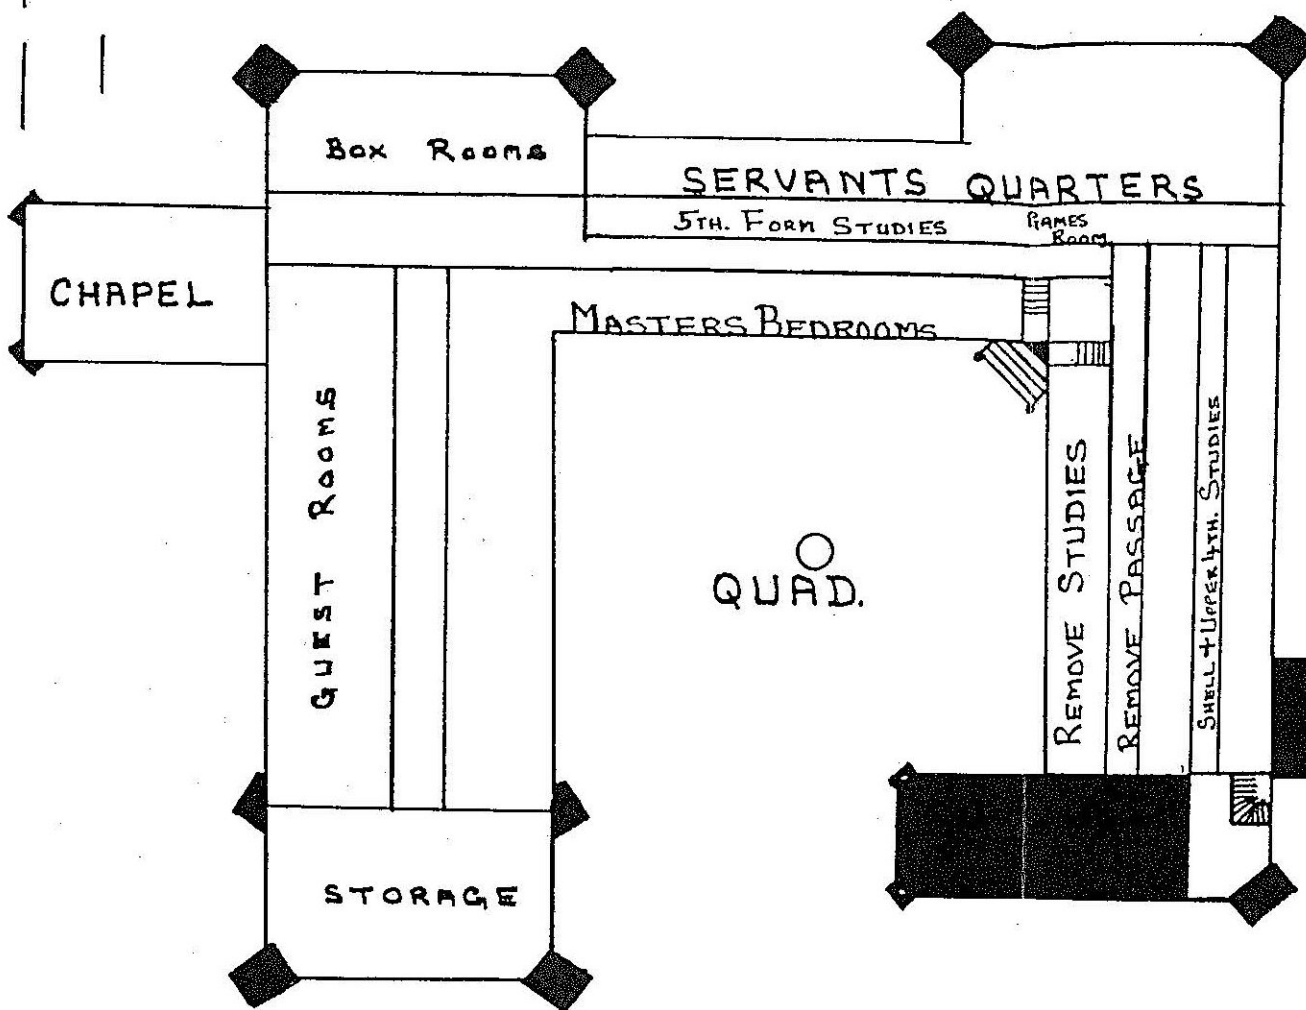 BOX ROOMS
SERVANTS QUARTERS
5TH. FORM STUDIES
GAMES
ROOM
CHAPEL
MASTERS BEDROOMS
GUEST ROOMS
QUAD.
REMOVE STUDIES
REMOVE PASSAGE
SHELL + UPPER 4TH. STUDIES
STORAGE